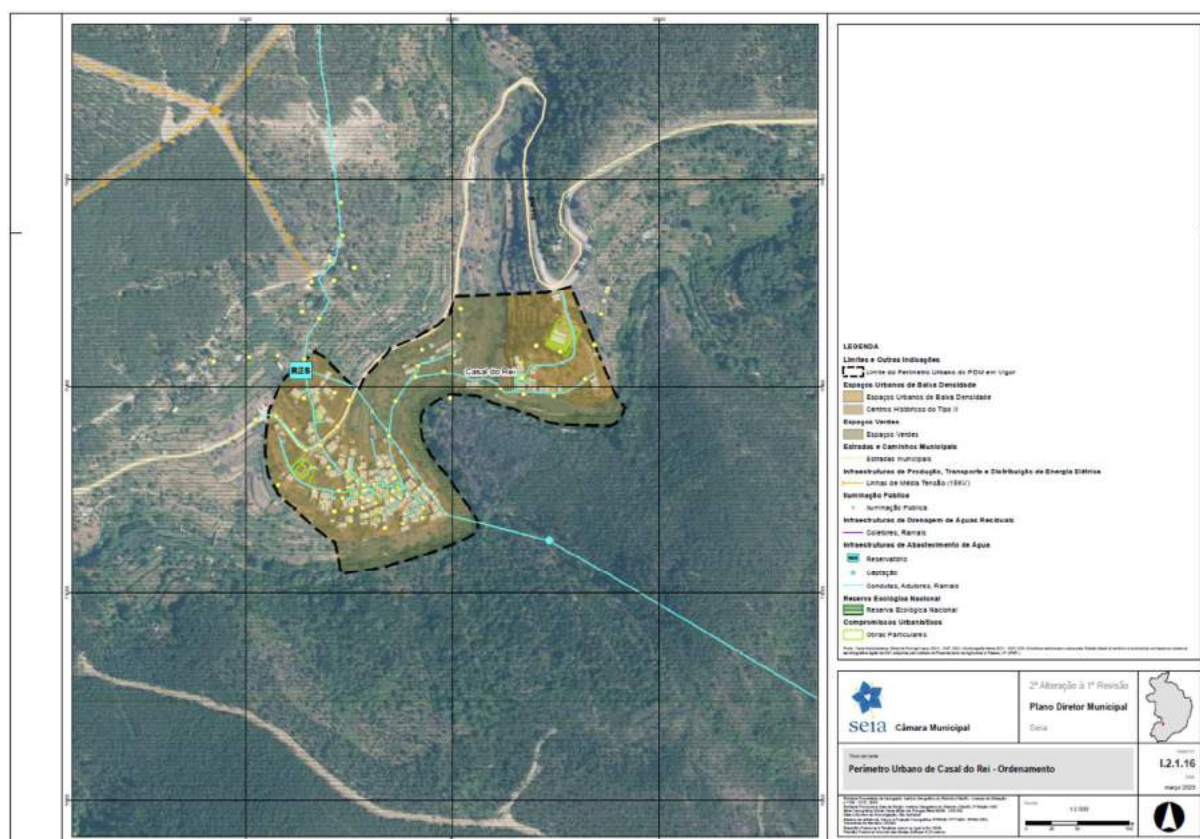 RES
Casal do Rei
LEGENDA
Limites e Outras Indicações
Limite do Perímetro Urbano do PDM em Vigor
Espaços Urbanos de Baixa Densidade
Espaços Urbanos de Baixa Densidade
Centros Históricos do Tipo II
Espaços Verdes
Espaços Verdes
Estradas e Caminhos Municipais
Estradas municipais
Infraestruturas de Produção, Transporte e Distribuição de Energia Elétrica
Linhas de Média Tensão (15KV)
Iluminação Pública
Iluminação Pública
Infraestruturas de Drenagem de Águas Residuais
Coletores, Ramais
Infraestruturas de Abastecimento de Água
Reservatório
Captação
Condutas, Adutores, Ramais
Reserva Ecológica Nacional
Reserva Ecológica Nacional
Compromissos Urbanísticos
Obras Particulares
seia Câmara Municipal
2ª Alteração à 1ª Revisão
Plano Diretor Municipal
Seia
Perímetro Urbano de Casal do Rei - Ordenamento
I.2.1.16
março 2023